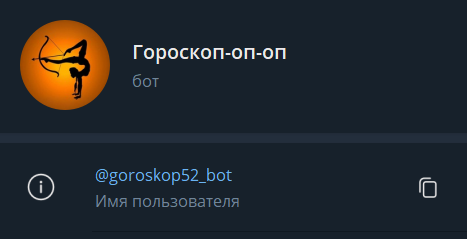 Гороскоп-оп-оп
бот
@goroskop52_bot
Имя пользователя